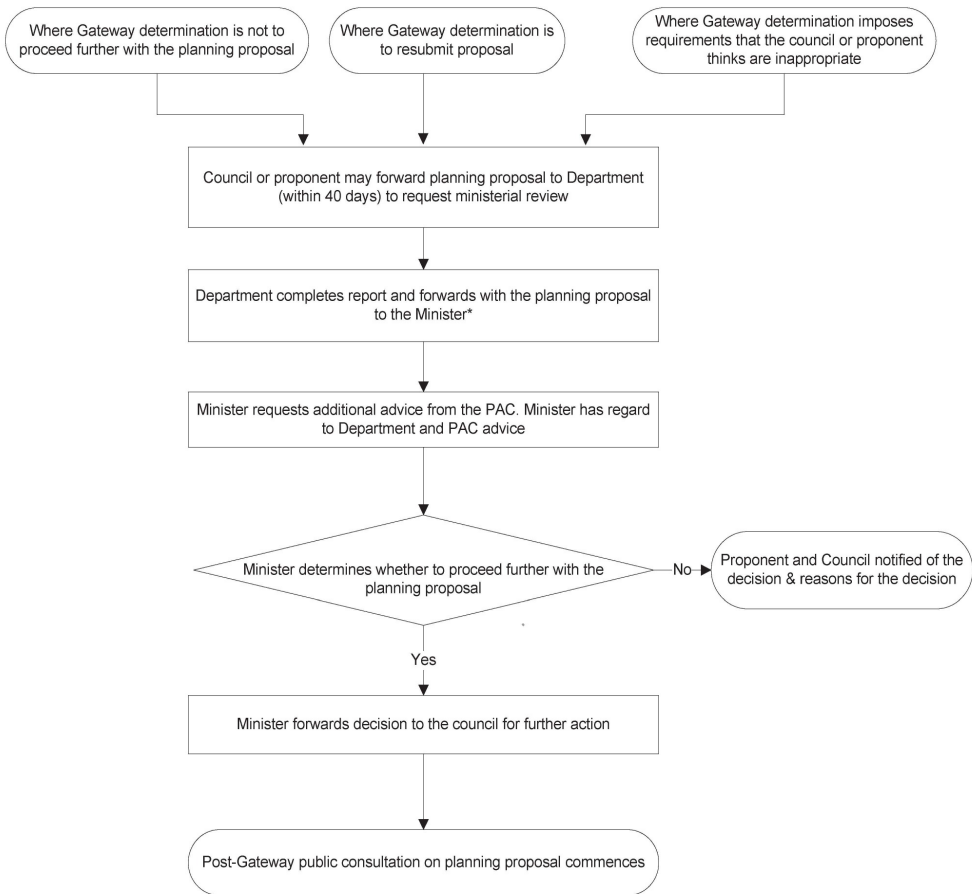 Where Gateway determination is not to
proceed further with the planning proposal
Where Gateway determination is
to resubmit proposal
Where Gateway determination imposes
requirements that the council or proponent
thinks are inappropriate
Council or proponent may forward planning proposal to Department
(within 40 days) to request ministerial review
Department completes report and forwards with the planning proposal
to the Minister*
Minister requests additional advice from the PAC. Minister has regard
to Department and PAC advice
Minister determines whether to proceed further with the
planning proposal
No
Proponent and Council notified of the
decision & reasons for the decision
Yes
Minister forwards decision to the council for further action
Post-Gateway public consultation on planning proposal commences